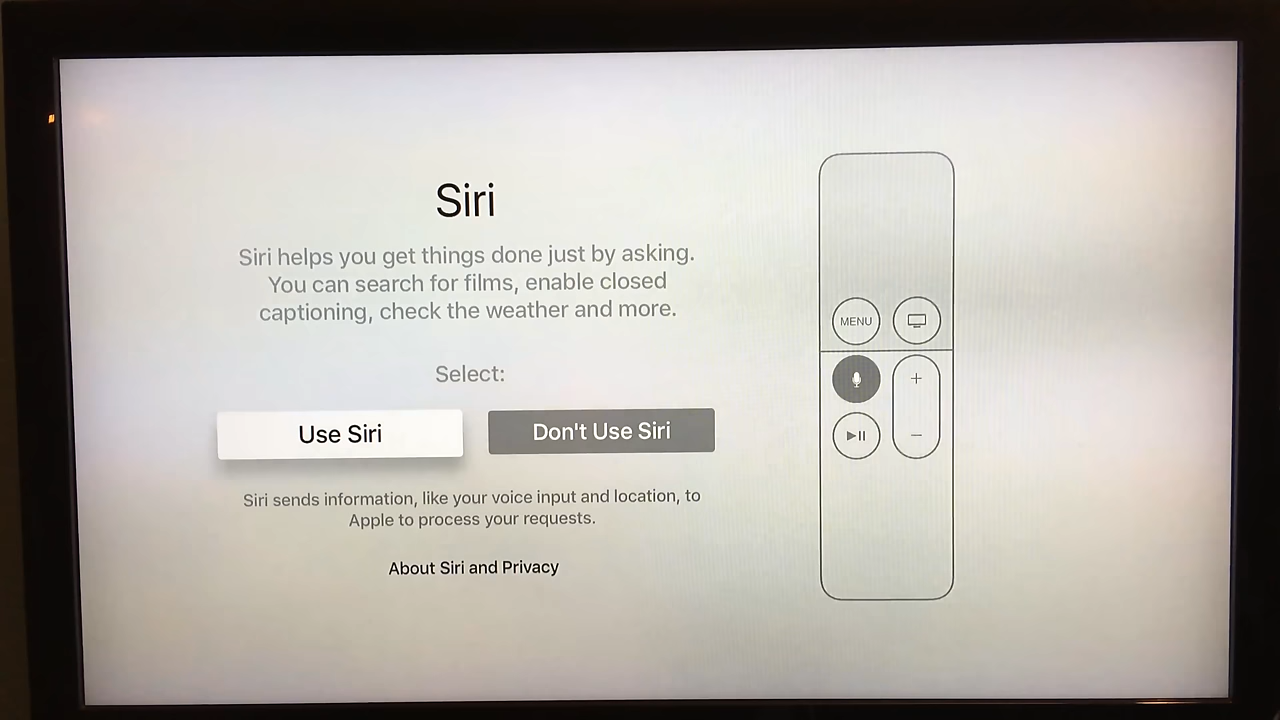 Siri
Siri helps you get things done just by asking.
You can search for films, enable closed
captioning, check the weather and more.
Select:
Use Siri
Don't Use Siri
Siri sends information, like your voice input and location, to
Apple to process your requests.
About Siri and Privacy
MENU